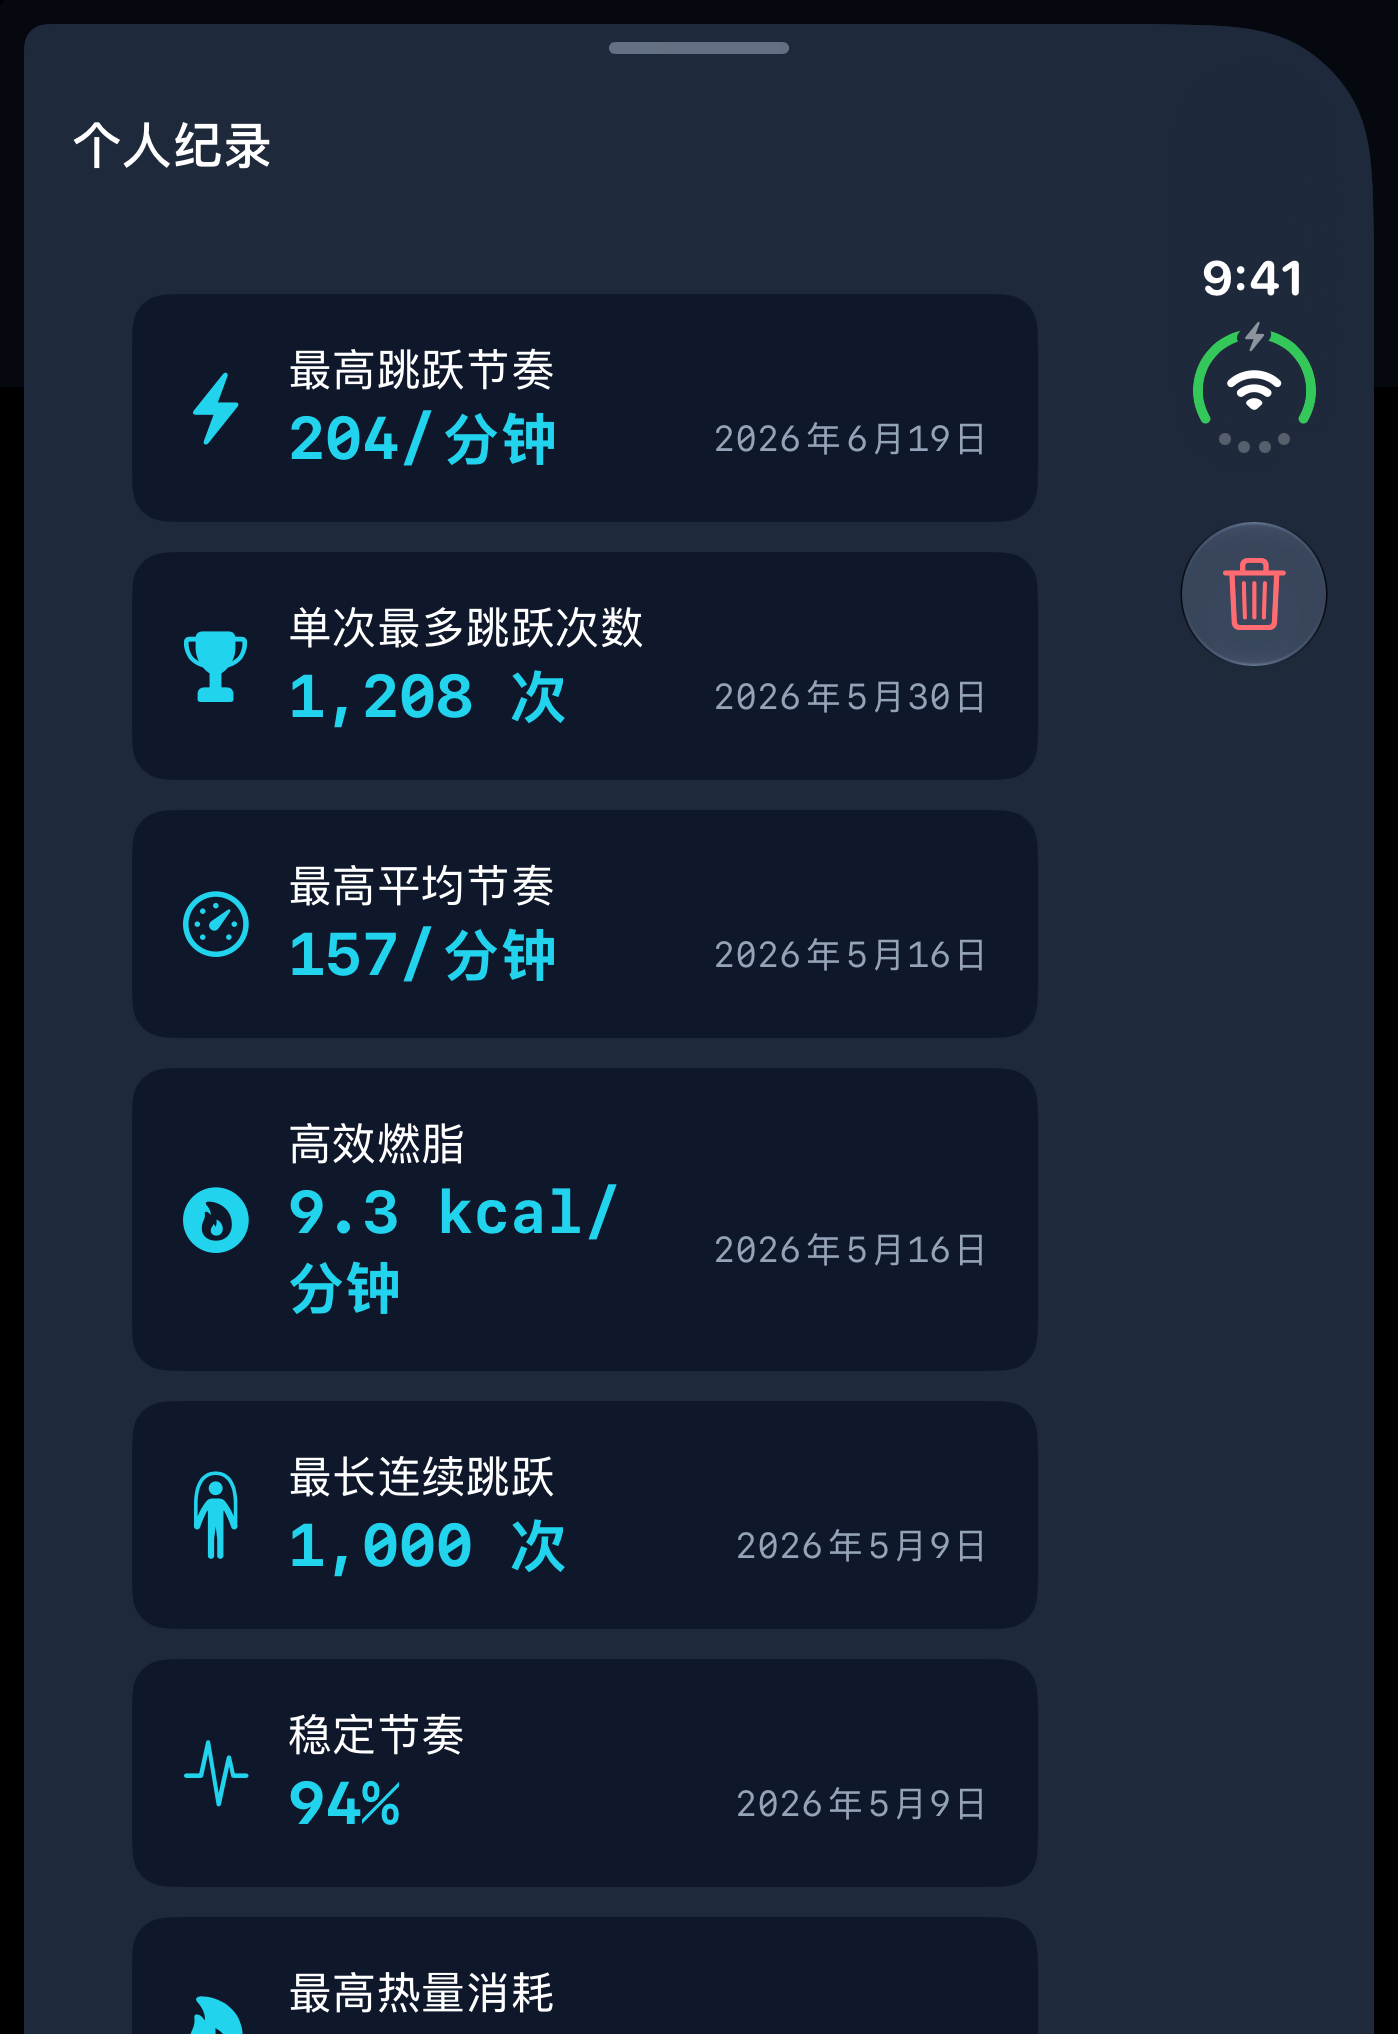 个人纪录
9:41
最高跳跃节奏
204/分钟
2026年6月19日
单次最多跳跃次数
1,208 次
2026年5月30日
最高平均节奏
157/分钟
2026年5月16日
高效燃脂
9.3 kcal/
分钟
2026年5月16日
最长连续跳跃
1,000 次
2026年5月9日
稳定节奏
94%
2026年5月9日
最高热量消耗